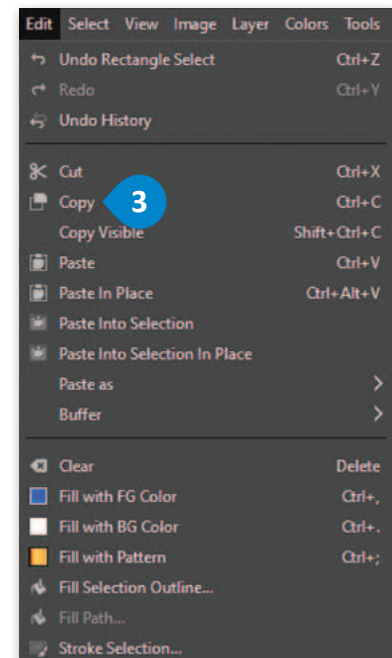 Edit Select View Image Layer Colors Tools
Undo Rectangle Select Ctrl+Z
Redo Ctrl+Y
Undo History
Cut Ctrl+X
Copy 3 Ctrl+C
Copy Visible Shift+Ctrl+C
Paste Ctrl+V
Paste In Place Ctrl+Alt+V
Paste Into Selection
Paste Into Selection In Place
Paste as >
Buffer >
Clear Delete
Fill with FG Color Ctrl+,
Fill with BG Color Ctrl+.
Fill with Pattern Ctrl+;
Fill Selection Outline...
Fill Path...
Stroke Selection...